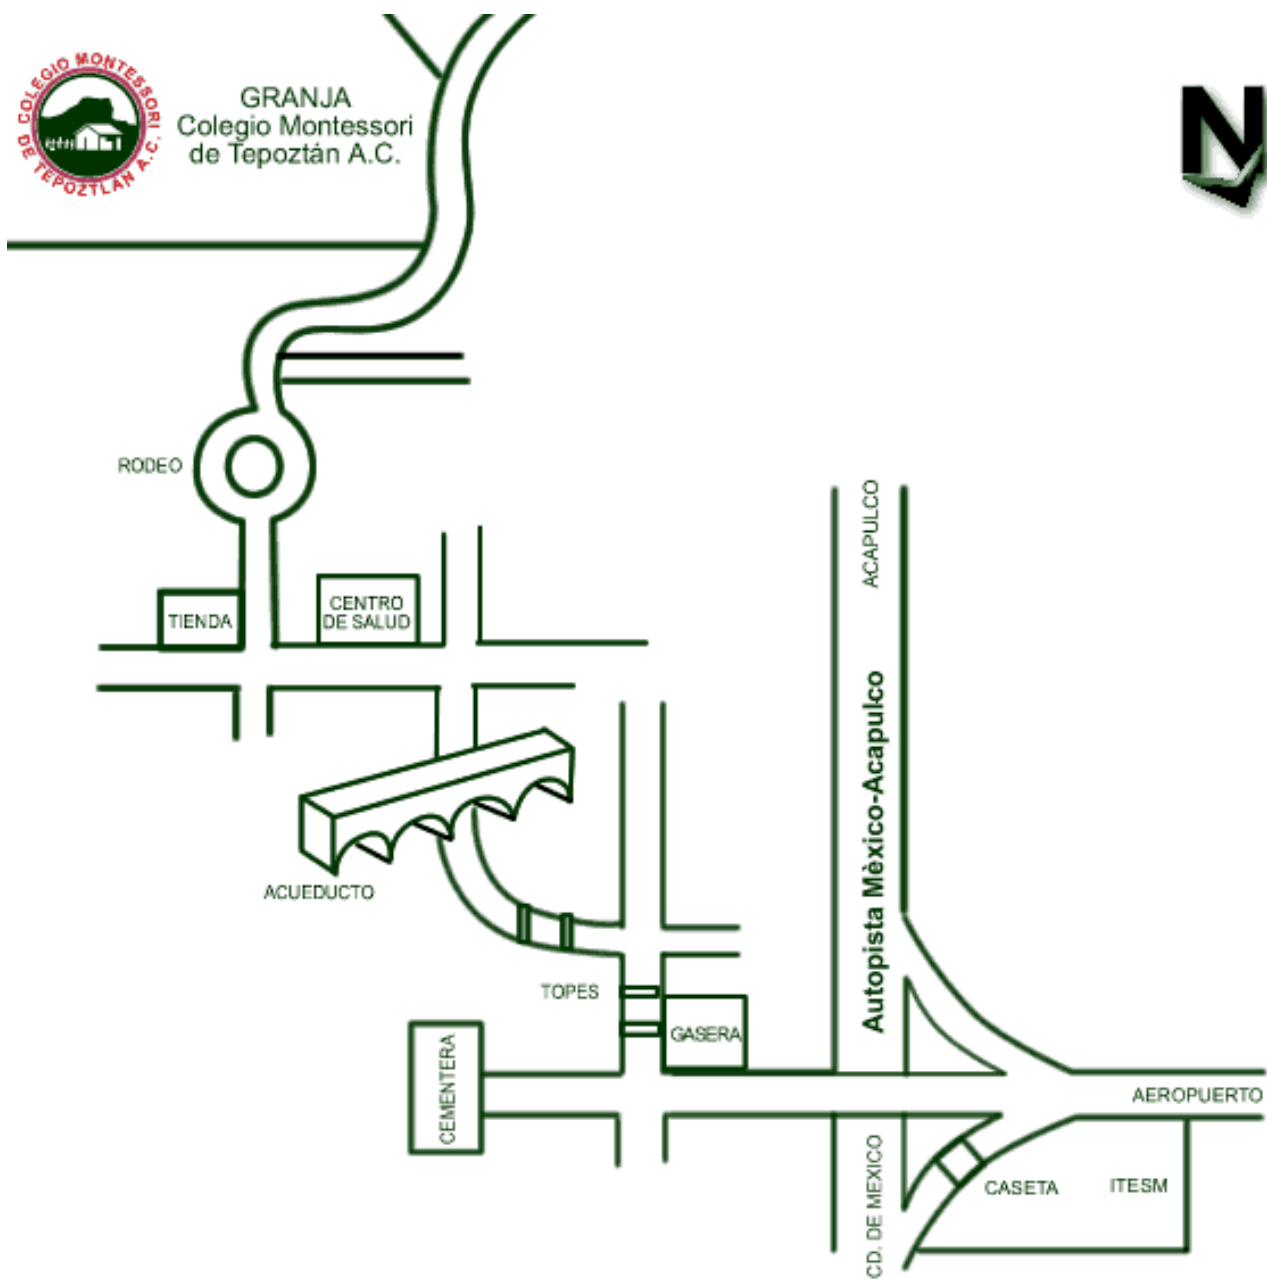 COLEGIO MONTESSORI
DE TEPOZTLAN A.C.
GRANJA
Colegio Montessori
de Tepoztán A.C.
N
RODEO
TIENDA
CENTRO
DE SALUD
ACAPULCO
Autopista Mèxico-Acapulco
ACUEDUCTO
TOPES
GASERA
CEMENTERA
AEROPUERTO
CD. DE MEXICO
CASETA
ITESM